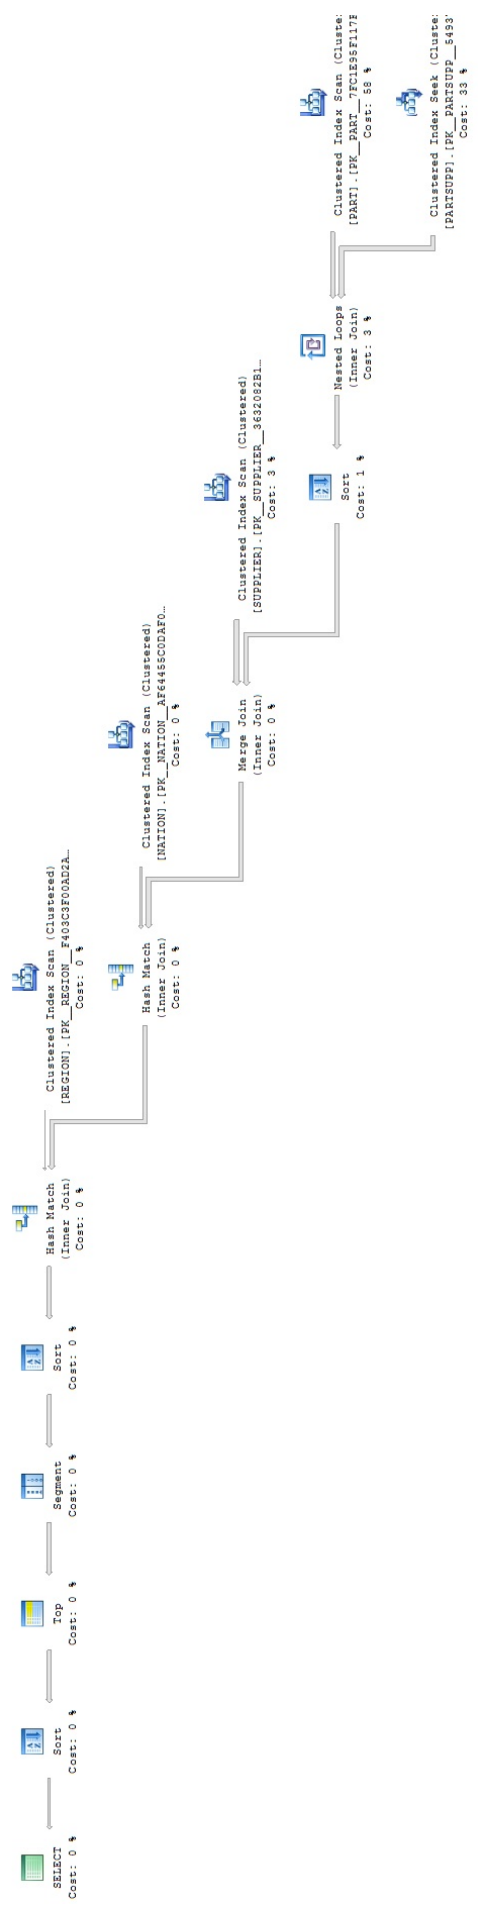 SELECT
Cost: 0 %
Sort
Cost: 0 %
Top
Cost: 0 %
Segment
Cost: 0 %
Sort
Cost: 0 %
Hash Match
(Inner Join)
Cost: 0 %
Clustered Index Scan (Clustered)
[REGION].[PK__REGION__F403C3F00AD2A…
Cost: 0 %
Hash Match
(Inner Join)
Cost: 0 %
Clustered Index Scan (Clustered)
[NATION].[PK__NATION__AF64455C0DAF0…
Cost: 0 %
Merge Join
(Inner Join)
Cost: 0 %
Clustered Index Scan (Clustered)
[SUPPLIER].[PK__SUPPLIER__3632082B1…
Cost: 3 %
Sort
Cost: 1 %
Nested Loops
(Inner Join)
Cost: 3 %
Clustered Index Scan (Cluste
[PART].[PK__PART__7FC1E95F117
Cost: 58 %
Clustered Index Seek (Cluste
[PARTSUPP].[PK__PARTSUPP__5493
Cost: 33 %